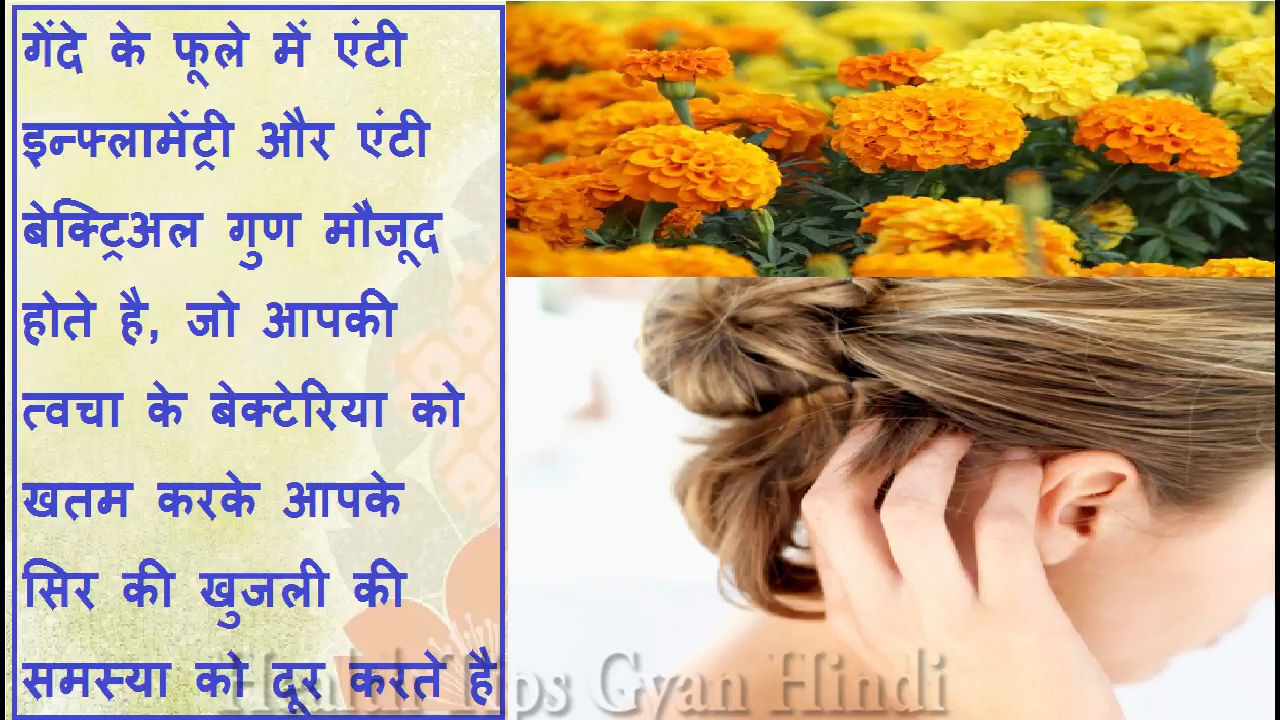 गेंदे के फूले में एंटी
इन्फ्लामेंट्री और एंटी
बेक्ट्रिअल गुण मौजूद
होते है, जो आपकी
त्वचा के बेक्टेरिया को
खतम करके आपके
सिर की खुजली की
समस्या को दूर करते है
Health Tips Gyan Hindi